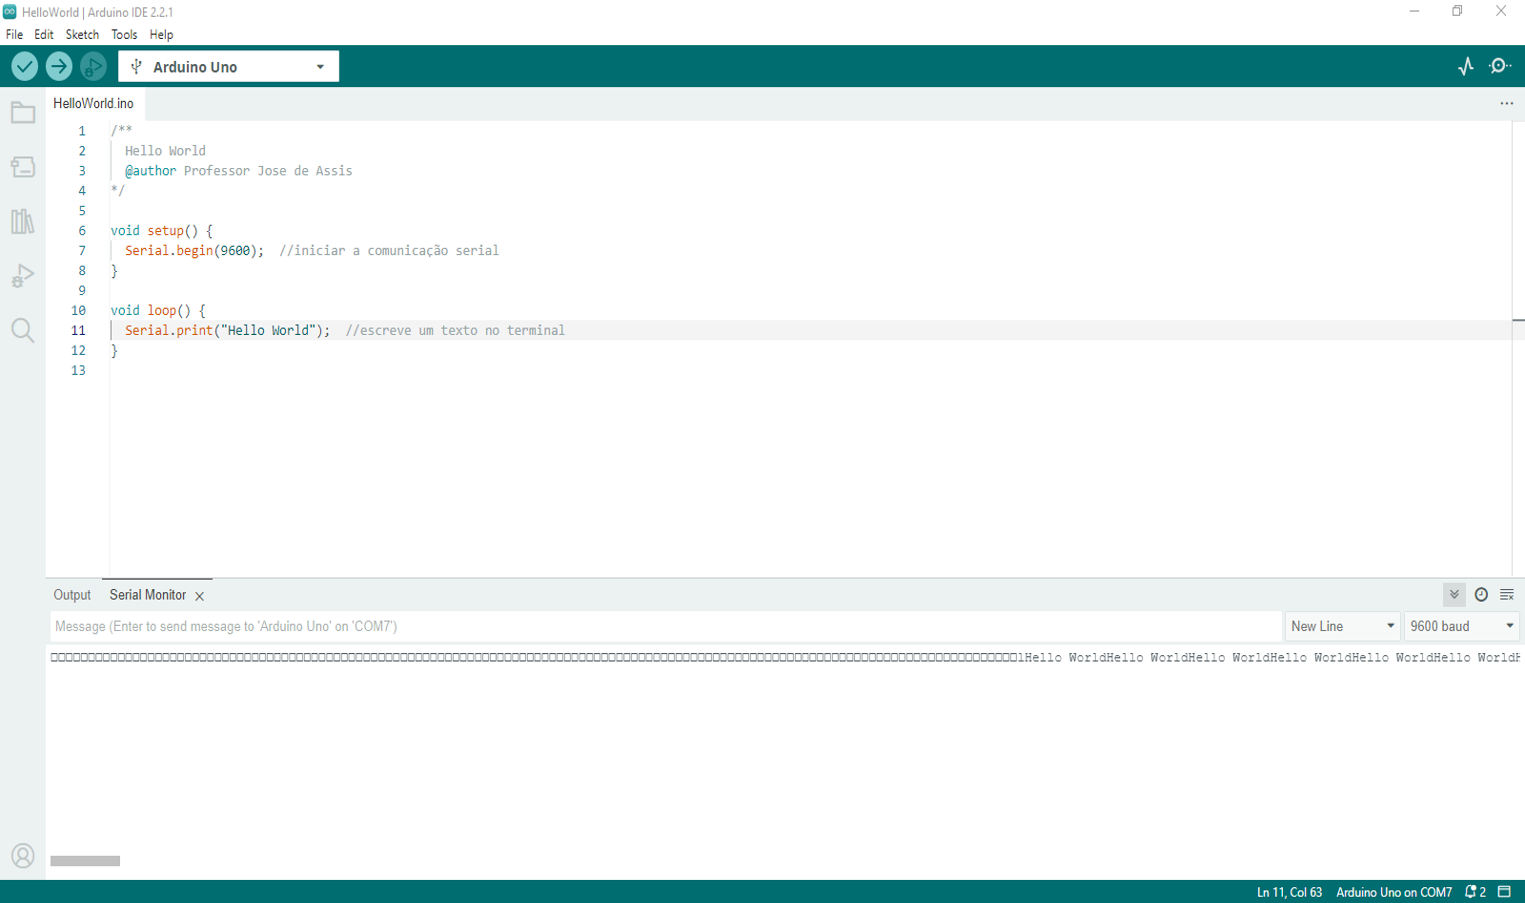 HelloWorld | Arduino IDE 2.2.1
File Edit Sketch Tools Help
Arduino Uno
HelloWorld.ino
1 /**
2 Hello World
3 @author Professor Jose de Assis
4 */
5
6 void setup() {
7 Serial.begin(9600); //iniciar a comunicação serial
8 }
9
10 void loop() {
11 Serial.print("Hello World"); //escreve um texto no terminal
12 }
13
Output Serial Monitor
Message (Enter to send message to 'Arduino Uno' on 'COM7')
New Line
9600 baud
lHello WorldHello WorldHello WorldHello WorldHello WorldHello World
Ln 11, Col 63 Arduino Uno on COM7 2